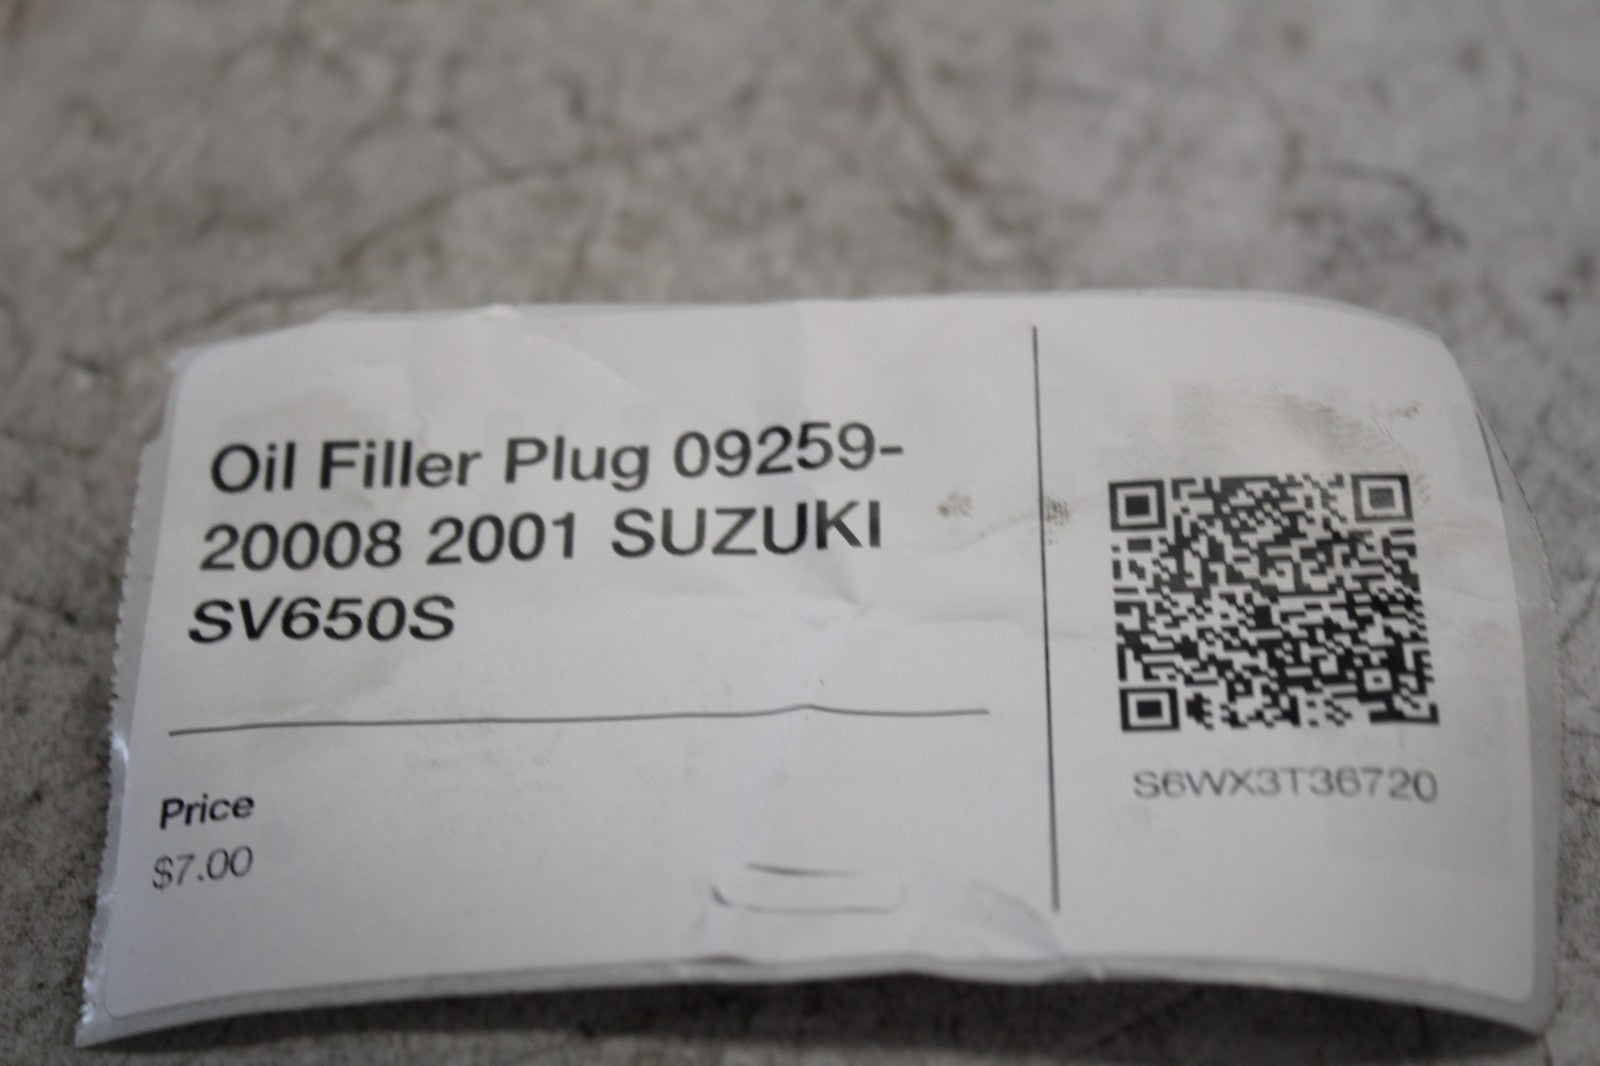 Oil Filler Plug 09259-
20008 2001 SUZUKI
SV650S
Price
$7.00
S6WX3T36720